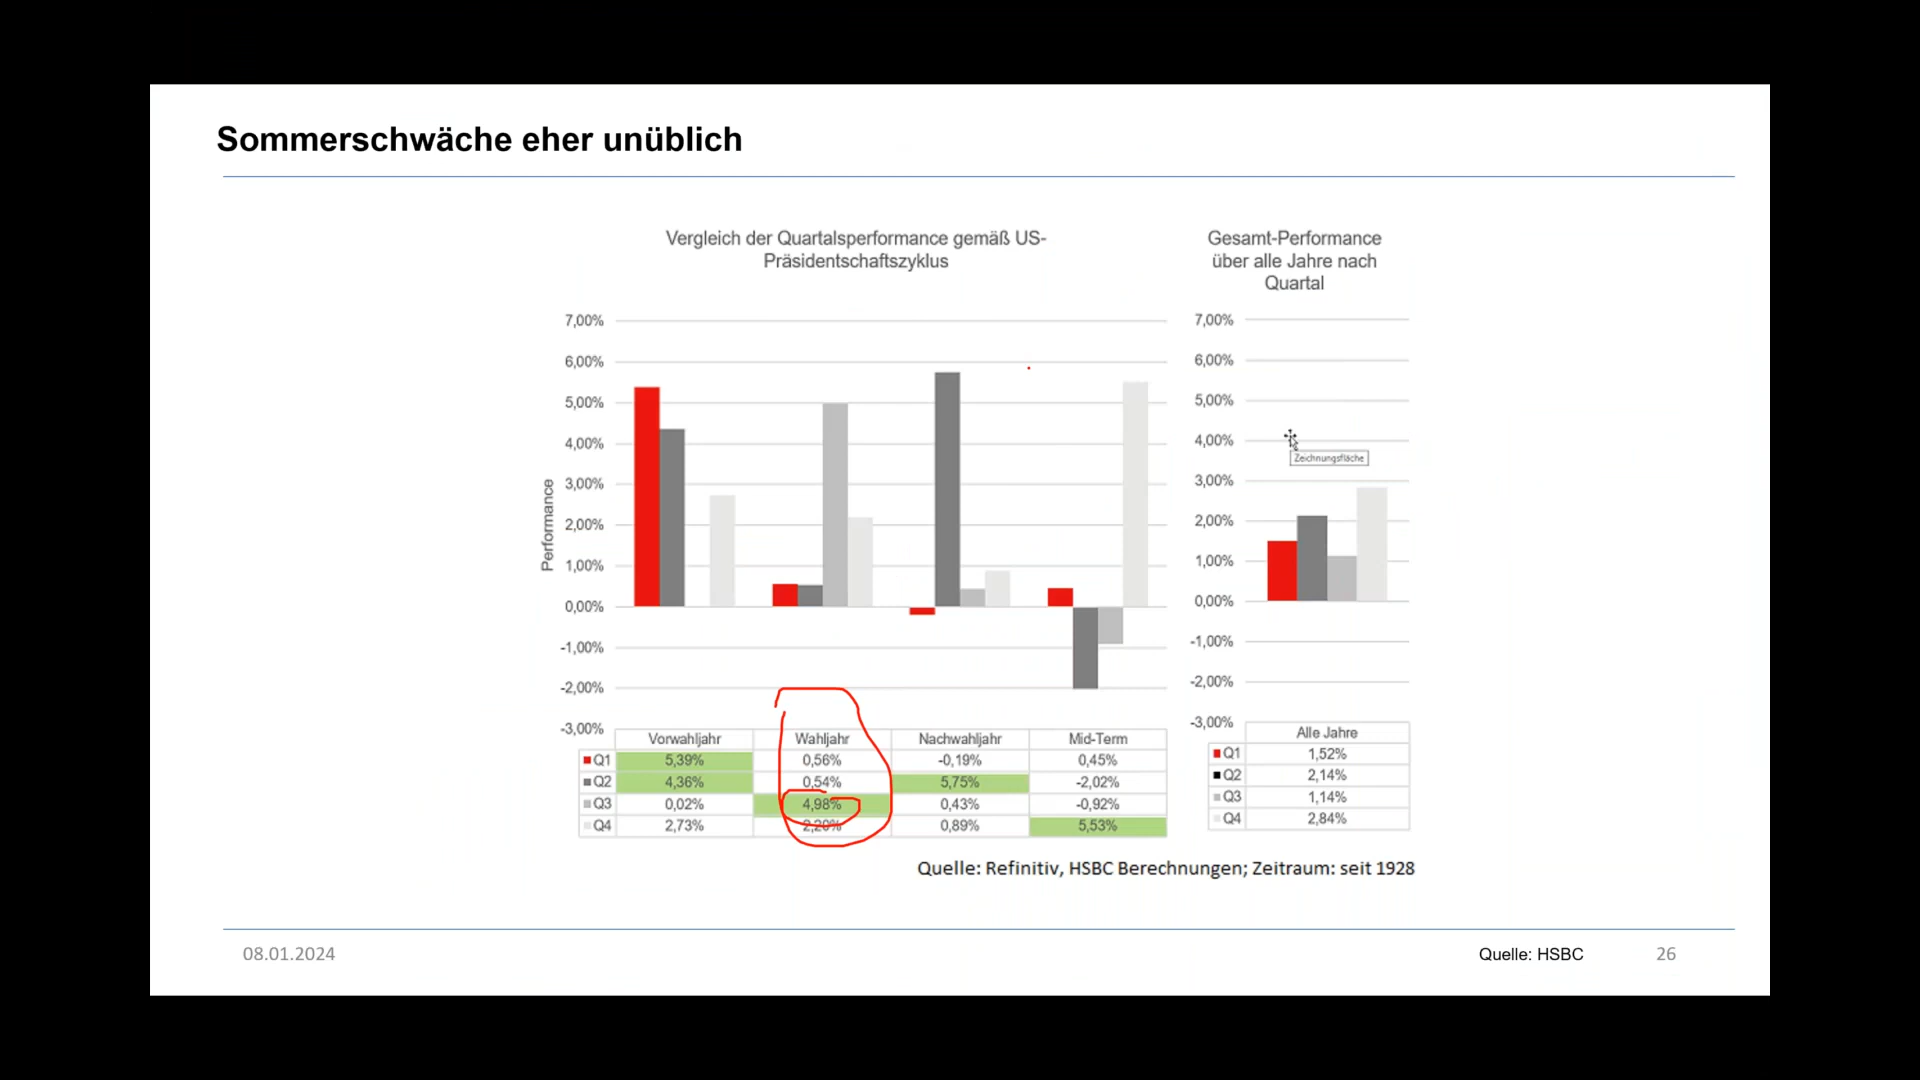 Sommerschwäche eher unüblich
Vergleich der Quartalsperformance gemäß US-
Präsidentschaftszyklus
Gesamt-Performance
über alle Jahre nach
Quartal
7,00%
6,00%
5,00%
4,00%
3,00%
2,00%
1,00%
0,00%
-1,00%
-2,00%
-3,00%
Performance
7,00%
6,00%
5,00%
4,00%
3,00%
2,00%
1,00%
0,00%
-1,00%
-2,00%
-3,00%
Zeichnungsfläche
Vorwahljahr Wahljahr Nachwahljahr Mid-Term
Q1 5,39% 0,56% -0,19% 0,45%
Q2 4,36% 0,54% 5,75% -2,02%
Q3 0,02% 4,98% 0,43% -0,92%
Q4 2,73% 2,20% 0,89% 5,53%
Alle Jahre
Q1 1,52%
Q2 2,14%
Q3 1,14%
Q4 2,84%
Quelle: Refinitiv, HSBC Berechnungen; Zeitraum: seit 1928
08.01.2024
Quelle: HSBC
26